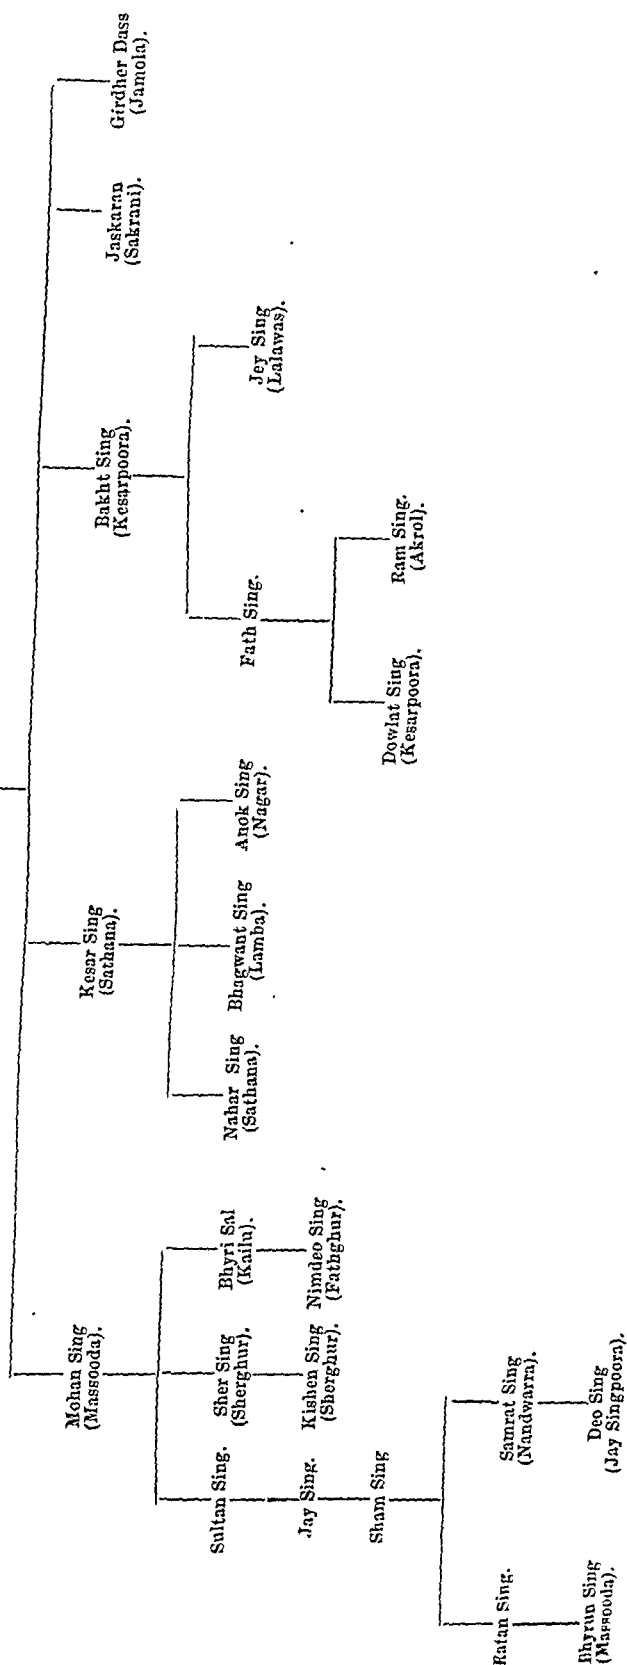 Mohan Sing
(Massooda).
Kesar Sing
(Sathana).
Bakht Sing
(Kesarpoora).
Jaskaran
(Sakrani).
Girdher Dass
(Jamola).
Sultan Sing.
Sher Sing
(Sherghur).
Bhyri Sal
(Kailu).
Nahar Sing
(Sathana).
Bhagwant Sing
(Lamba).
Anok Sing
(Nagar).
Fath Sing.
Jey Sing
(Lalawas).
Jay Sing.
Kishen Sing
(Sherghur).
Nimdeo Sing
(Fathghur).
Dowlat Sing
(Kesarpoora).
Ram Sing.
(Akrol).
Sham Sing
Ratan Sing.
Samrat Sing
(Nandwarra).
Bhyrun Sing
(Massooda).
Deo Sing
(Jay Singpoora).